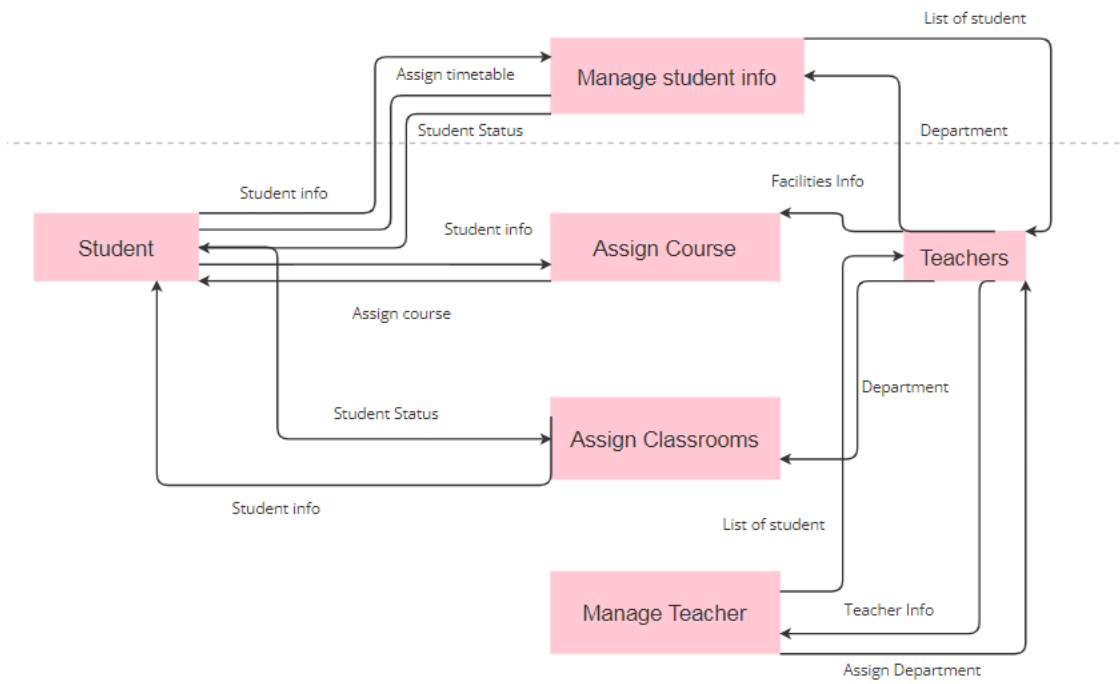 List of student
Assign timetable
Manage student info
Student Status
Department
Facilities Info
Student info
Student info
Student
Assign Course
Teachers
Assign course
Department
Student Status
Assign Classrooms
Student info
List of student
Manage Teacher
Teacher Info
Assign Department